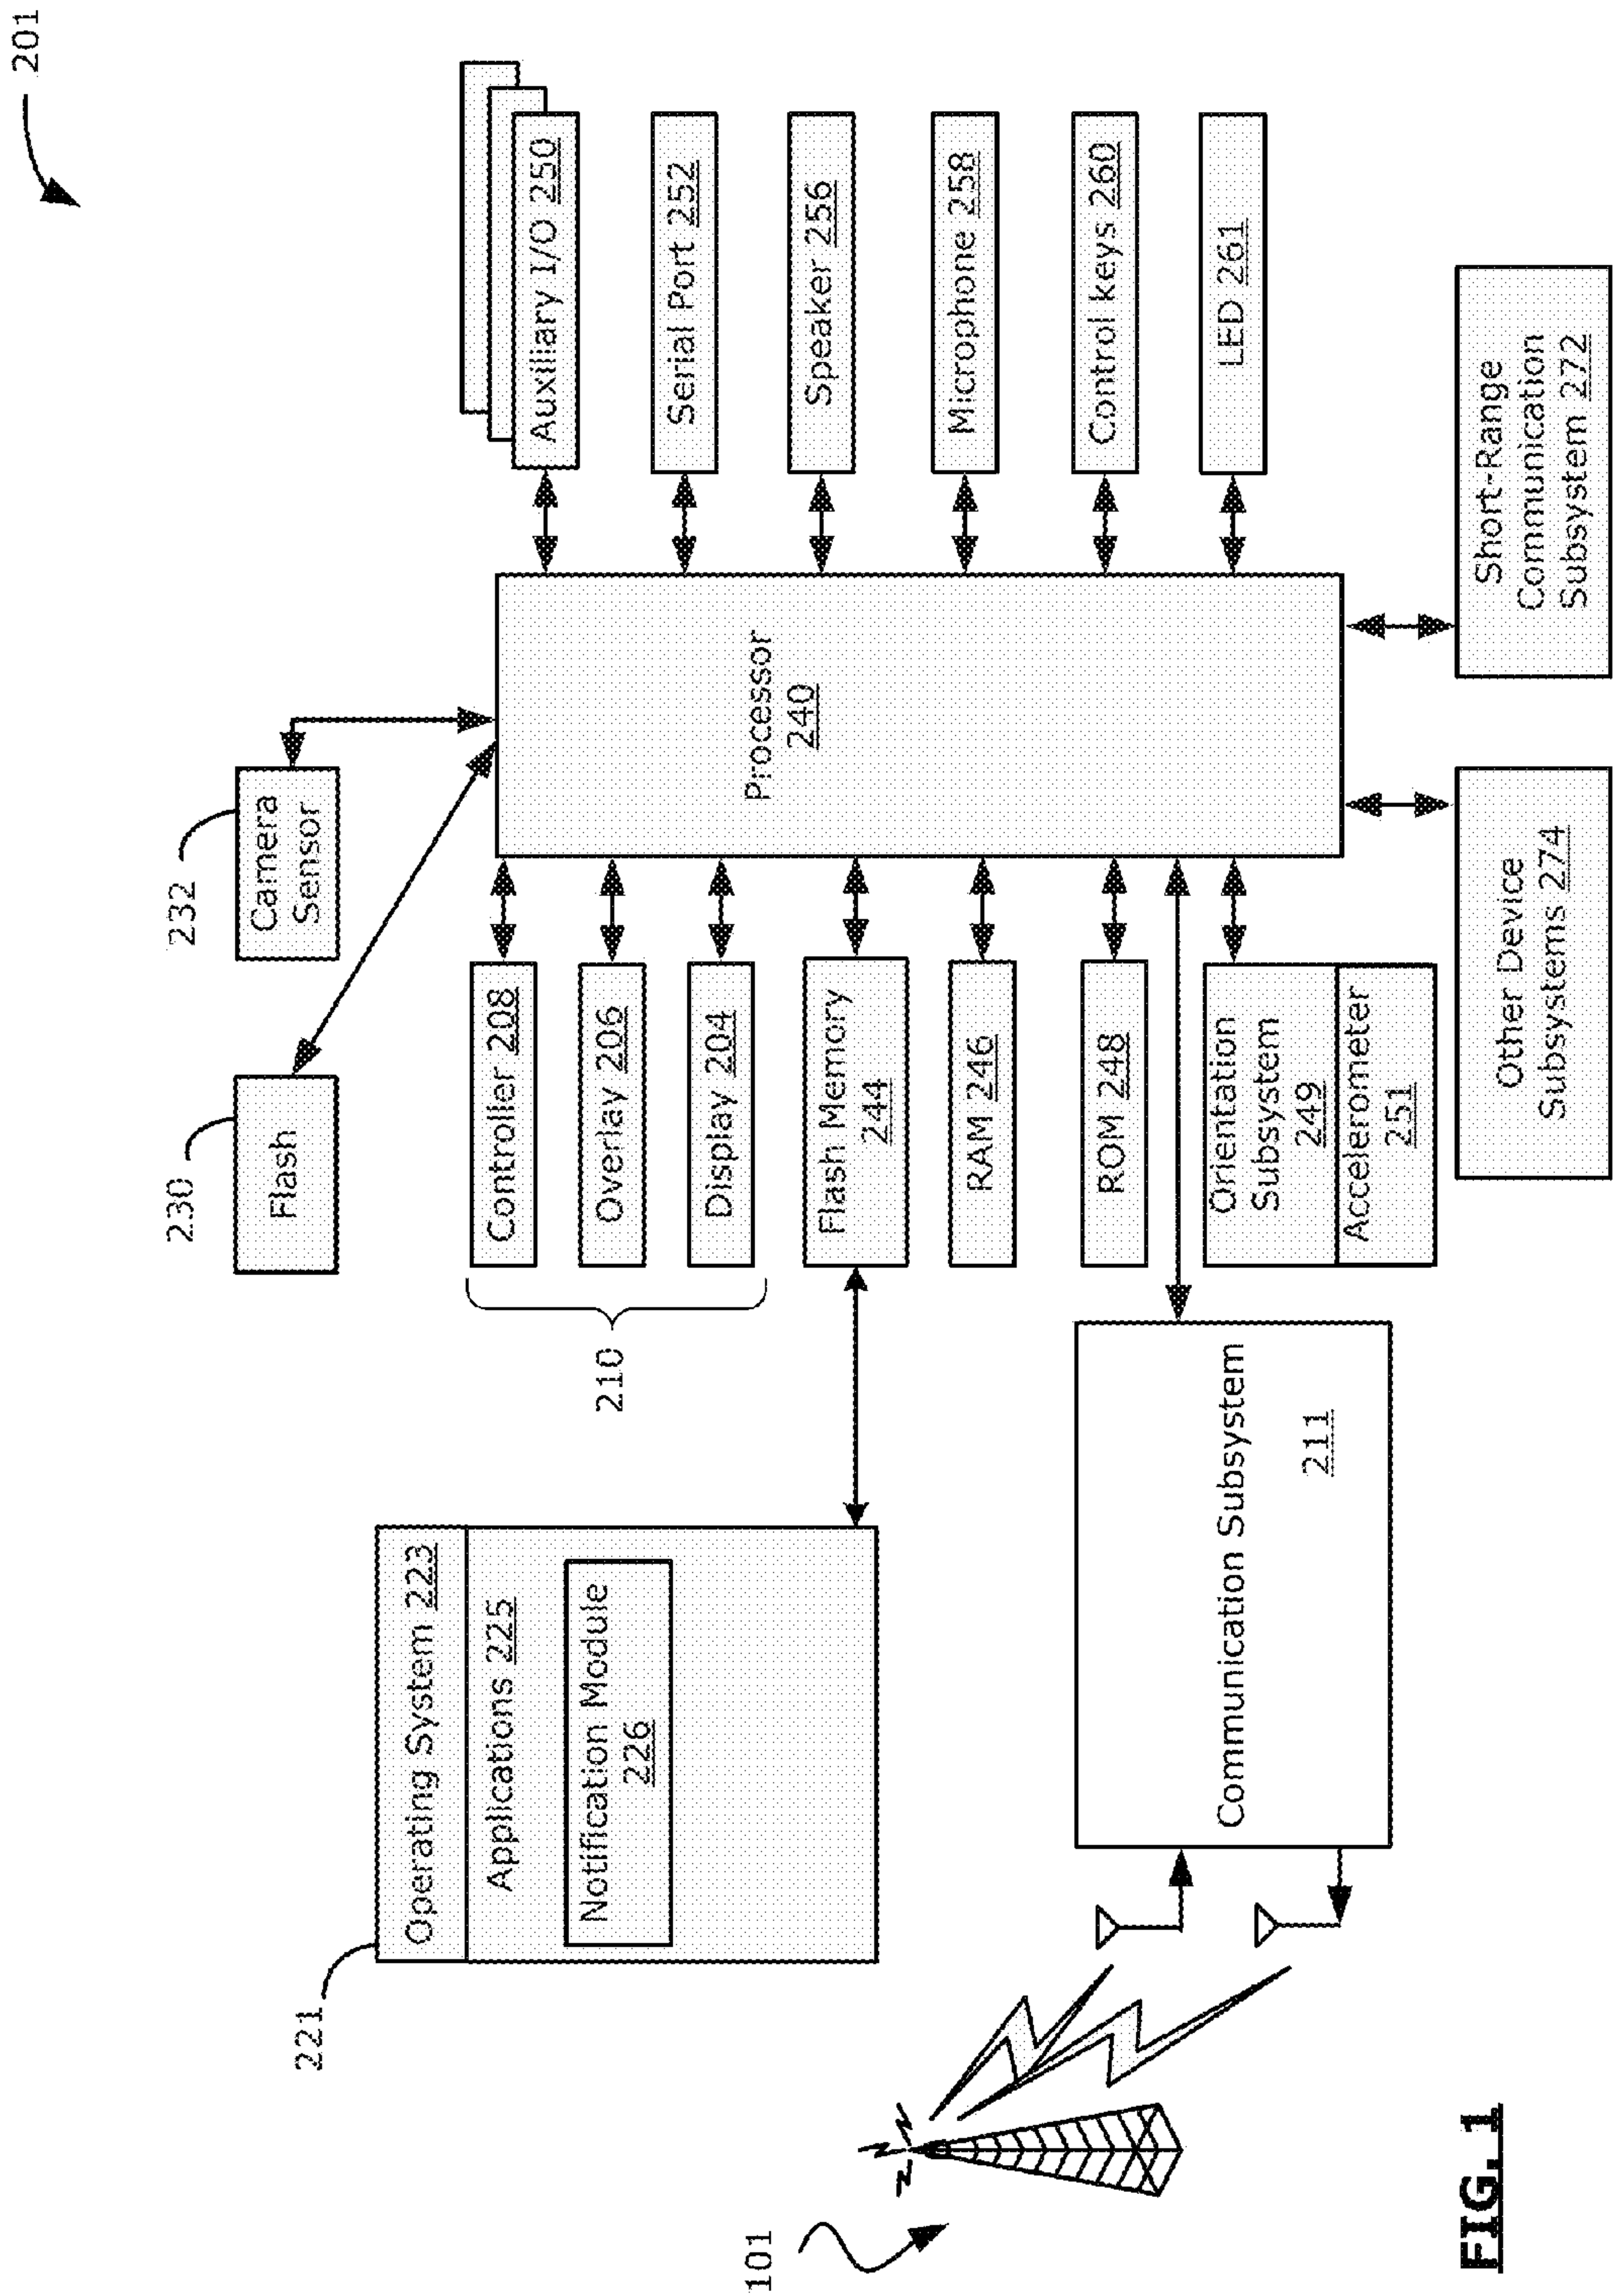 201
232
230
Camera
Sensor
Flash
221
Operating System 223
Applications 225
Notification Module
226
210
Controller 208
Overlay 206
Display 204
Flash Memory
244
RAM 246
ROM 248
Orientation
Subsystem
249
Accelerometer
251
Processor
240
Auxiliary I/O 250
Serial Port 252
Speaker 256
Microphone 258
Control keys 260
LED 261
101
Communication Subsystem
211
Other Device
Subsystems 274
Short-Range
Communication
Subsystem 272
FIG. 1